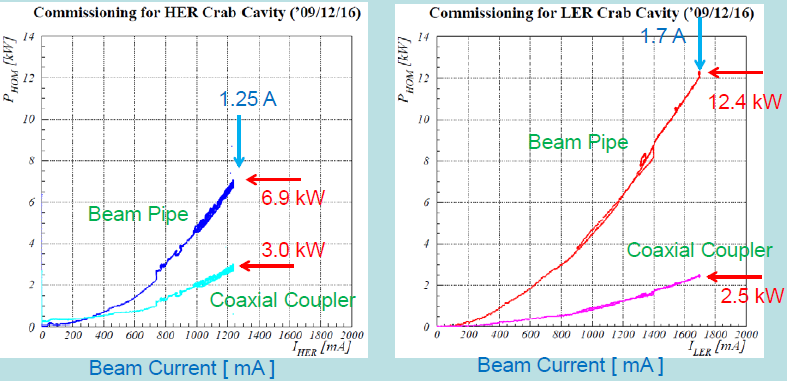 Commissioning for HER Crab Cavity ('09/12/16)
P_HOM [kW]
14
12
10
8
6
4
2
0
1.25 A
Beam Pipe
6.9 kW
3.0 kW
Coaxial Coupler
0 200 400 600 800 1000 1200 1400 1600 1800 2000
I_HER [mA]
Beam Current [ mA ]
Commissioning for LER Crab Cavity ('09/12/16)
P_HOM [kW]
14
12
10
8
6
4
2
0
1.7 A
12.4 kW
Beam Pipe
Coaxial Coupler
2.5 kW
0 200 400 600 800 1000 1200 1400 1600 1800 2000
I_LER [mA]
Beam Current [ mA ]